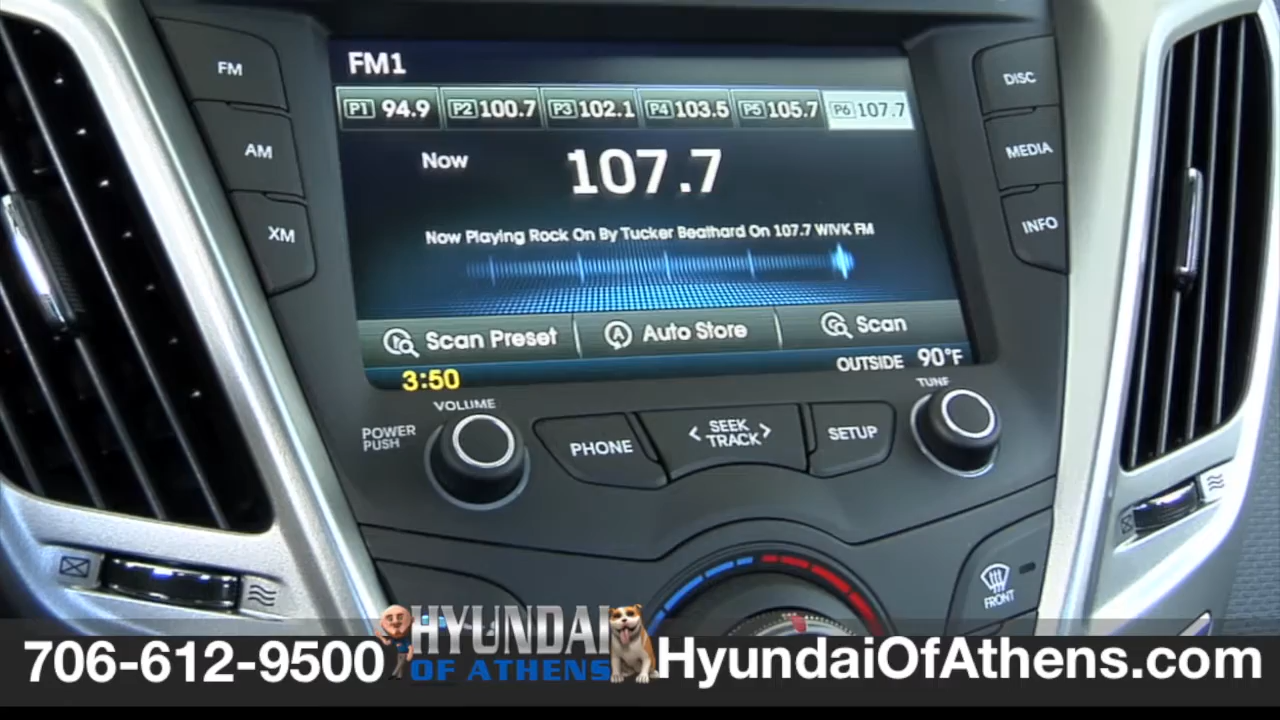 FM1
P1 94.9 P2 100.7 P3 102.1 P4 103.5 P5 105.7 P6 107.7
Now 107.7
Now Playing Rock On By Tucker Beathard On 107.7 WIVK FM
Scan Preset Auto Store Scan
3:50 OUTSIDE 90°F
FM
AM
XM
DISC
MEDIA
INFO
VOLUME
POWER
PUSH
PHONE
< SEEK >
TRACK
SETUP
TUNE
FRONT
706-612-9500 HYUNDAI
OF ATHENS
HyundaiOfAthens.com